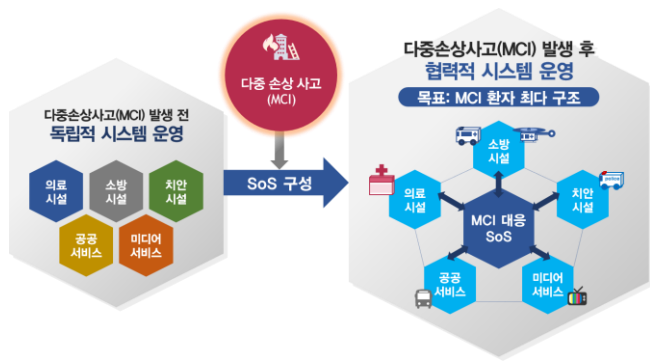 다중손상사고(MCI) 발생 전
독립적 시스템 운영
의료
시설
소방
시설
치안
시설
공공
서비스
미디어
서비스
다중 손상 사고
(MCI)
SoS 구성
다중손상사고(MCI) 발생 후
협력적 시스템 운영
목표: MCI 환자 최다 구조
소방
시설
의료
시설
치안
시설
MCI 대응
SoS
공공
서비스
미디어
서비스